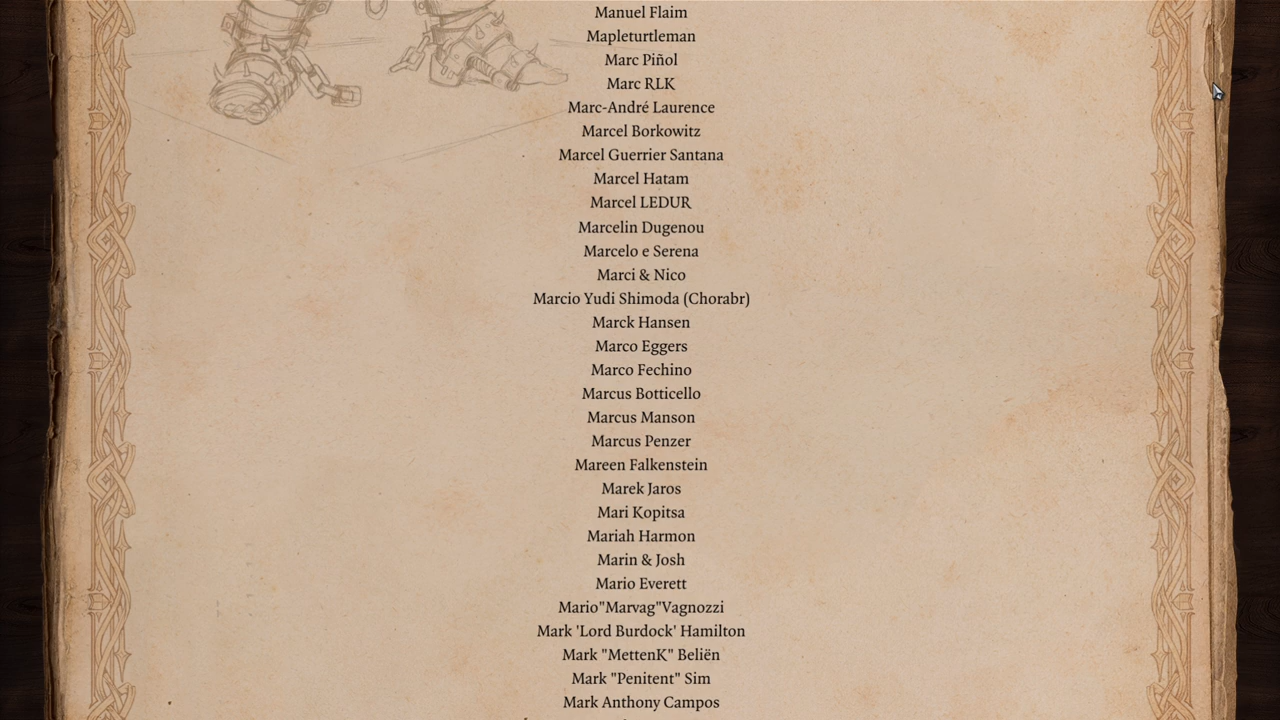 Manuel Flaim
Mapleturtleman
Marc Piñol
Marc RLK
Marc-André Laurence
Marcel Borkowitz
Marcel Guerrier Santana
Marcel Hatam
Marcel LEDUR
Marcelin Dugenou
Marcelo e Serena
Marci & Nico
Marcio Yudi Shimoda (Chorabr)
Marck Hansen
Marco Eggers
Marco Fechino
Marcus Botticello
Marcus Manson
Marcus Penzer
Mareen Falkenstein
Marek Jaros
Mari Kopitsa
Mariah Harmon
Marin & Josh
Mario Everett
Mario"Marvag"Vagnozzi
Mark 'Lord Burdock' Hamilton
Mark "MettenK" Beliën
Mark "Penitent" Sim
Mark Anthony Campos